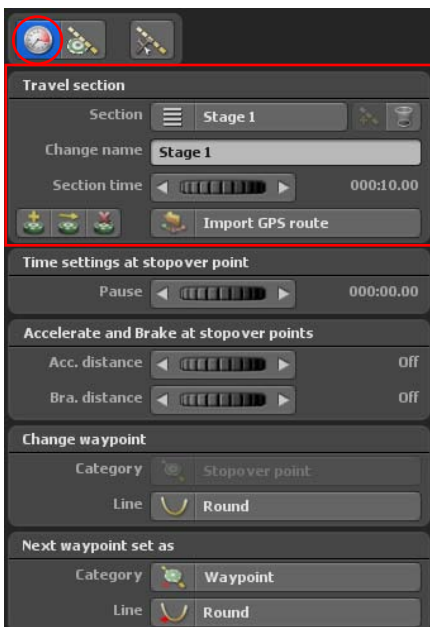 Travel section
Section Stage 1
Change name Stage 1
Section time 000:10.00
Import GPS route
Time settings at stopover point
Pause 000:00.00
Accelerate and Brake at stopover points
Acc. distance Off
Bra. distance Off
Change waypoint
Category Stopover point
Line Round
Next waypoint set as
Category Waypoint
Line Round